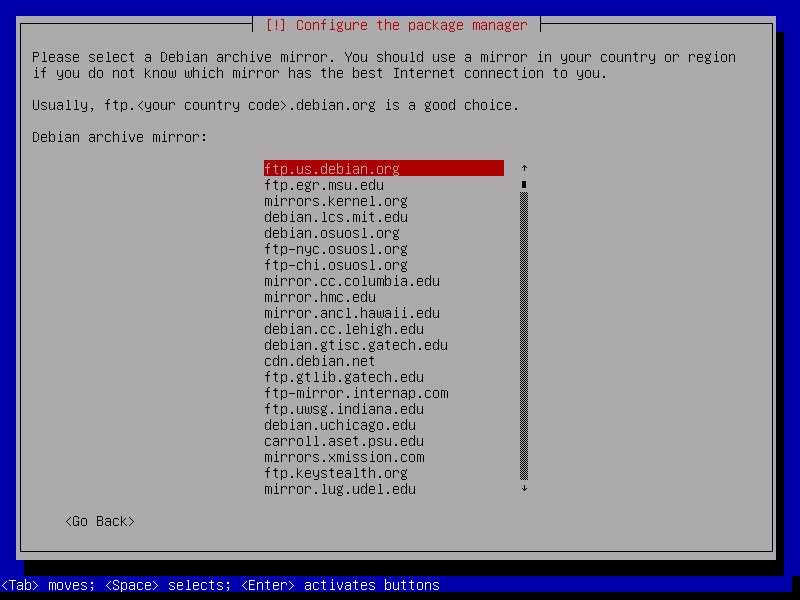 [!] Configure the package manager
Please select a Debian archive mirror. You should use a mirror in your country or region
if you do not know which mirror has the best Internet connection to you.
Usually, ftp.<your country code>.debian.org is a good choice.
Debian archive mirror:
ftp.us.debian.org
ftp.egr.msu.edu
mirrors.kernel.org
debian.lcs.mit.edu
debian.osuosl.org
ftp-nyc.osuosl.org
ftp-chi.osuosl.org
mirror.cc.columbia.edu
mirror.hmc.edu
mirror.ancl.hawaii.edu
debian.cc.lehigh.edu
debian.gtisc.gatech.edu
cdn.debian.net
ftp.gtlib.gatech.edu
ftp-mirror.internap.com
ftp.uwsg.indiana.edu
debian.uchicago.edu
carroll.aset.psu.edu
mirrors.xmission.com
ftp.keystealth.org
mirror.lug.udel.edu
<Go Back>
<Tab> moves; <Space> selects; <Enter> activates buttons